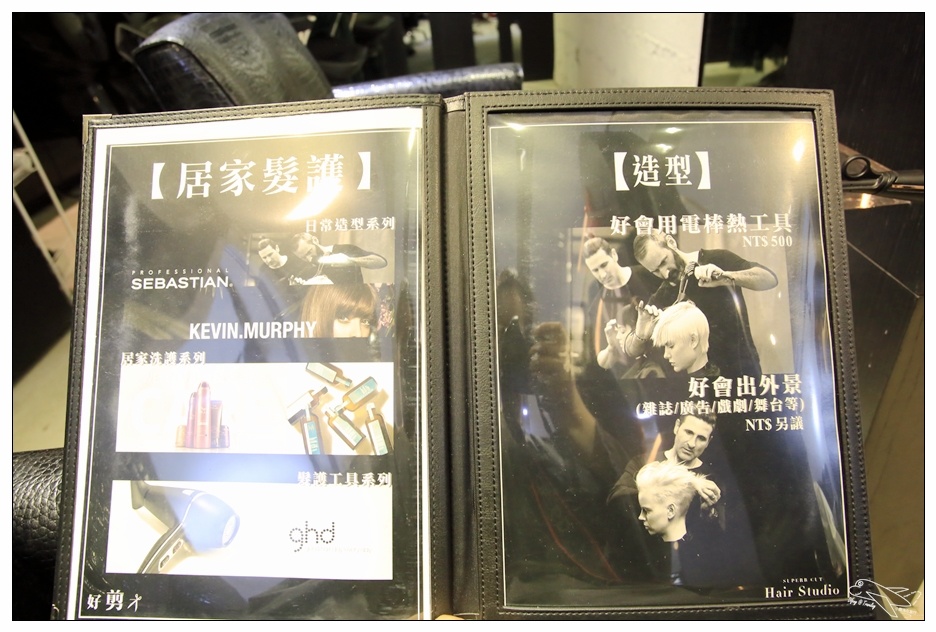 【居家髮護】
日常造型系列
PROFESSIONAL
SEBASTIAN
KEVIN.MURPHY
居家洗護系列
髮護工具系列
ghd
好剪才
【造型】
好會用電棒熱工具
NT$ 500
好會出外景
(雜誌/廣告/戲劇/舞台等)
NT$ 另議
SUPERB CUT
Hair Studio